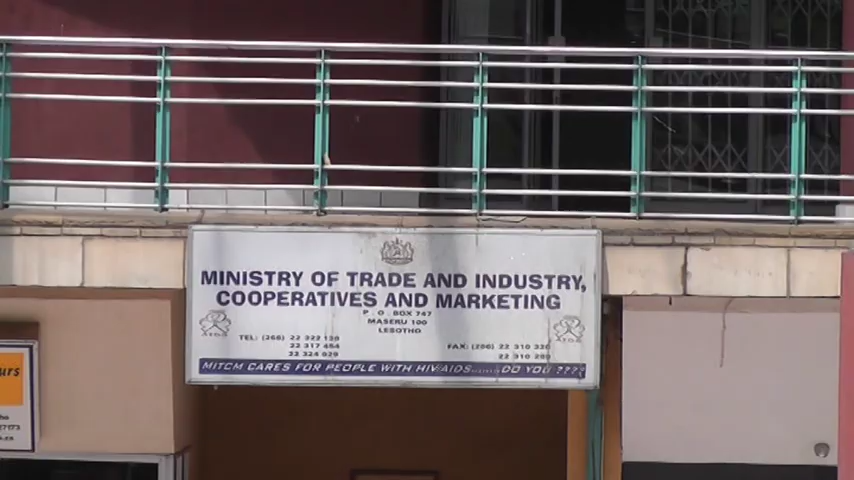 MINISTRY OF TRADE AND INDUSTRY,
COOPERATIVES AND MARKETING
P . O . BOX 747
MASERU 100
LESOTHO
TEL: (266) 22 322 138
22 317 454
22 324 929
FAX: (266) 22 310 326
22 310
MITCM CARES FOR PEOPLE WITH HIV-AIDS........DO YOU ????
urs